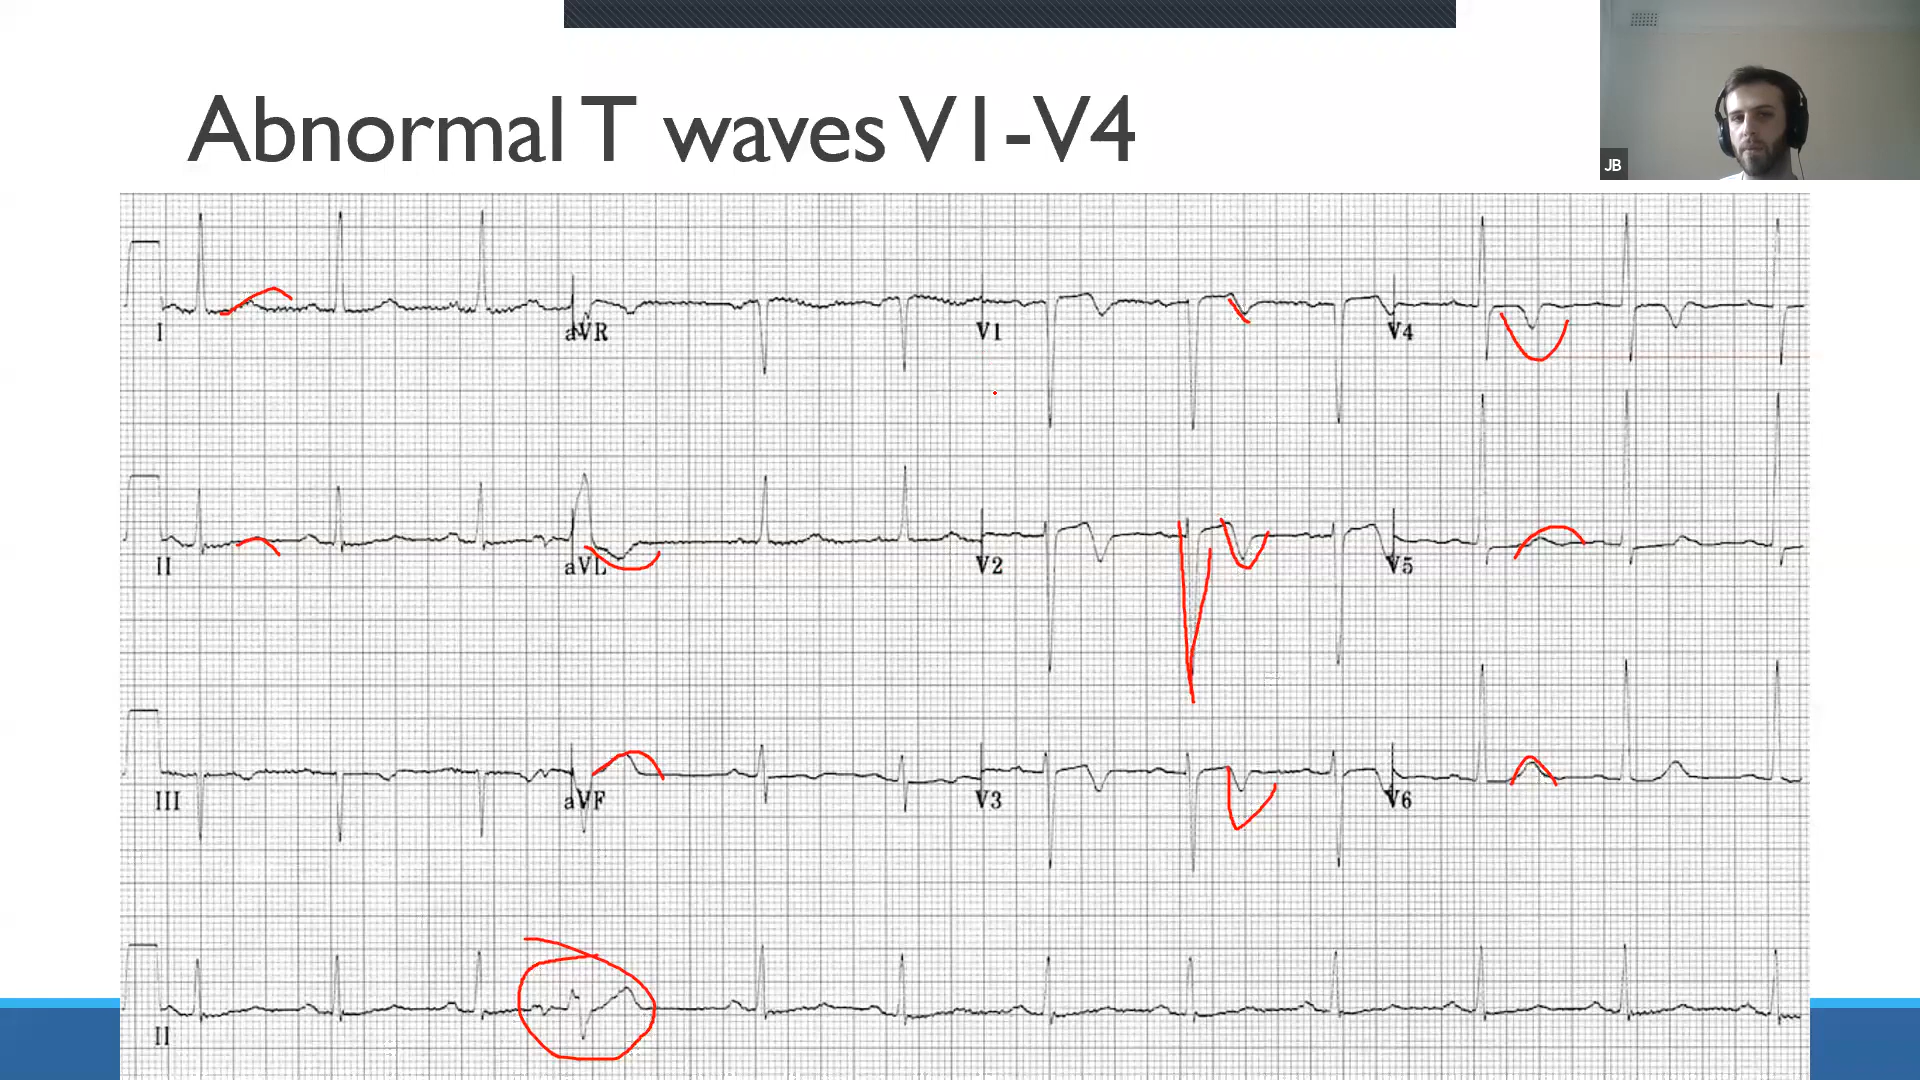 Abnormal T waves V1-V4
JB
I aVR V1 V4
II aVL V2 V5
III aVF V3 V6
II